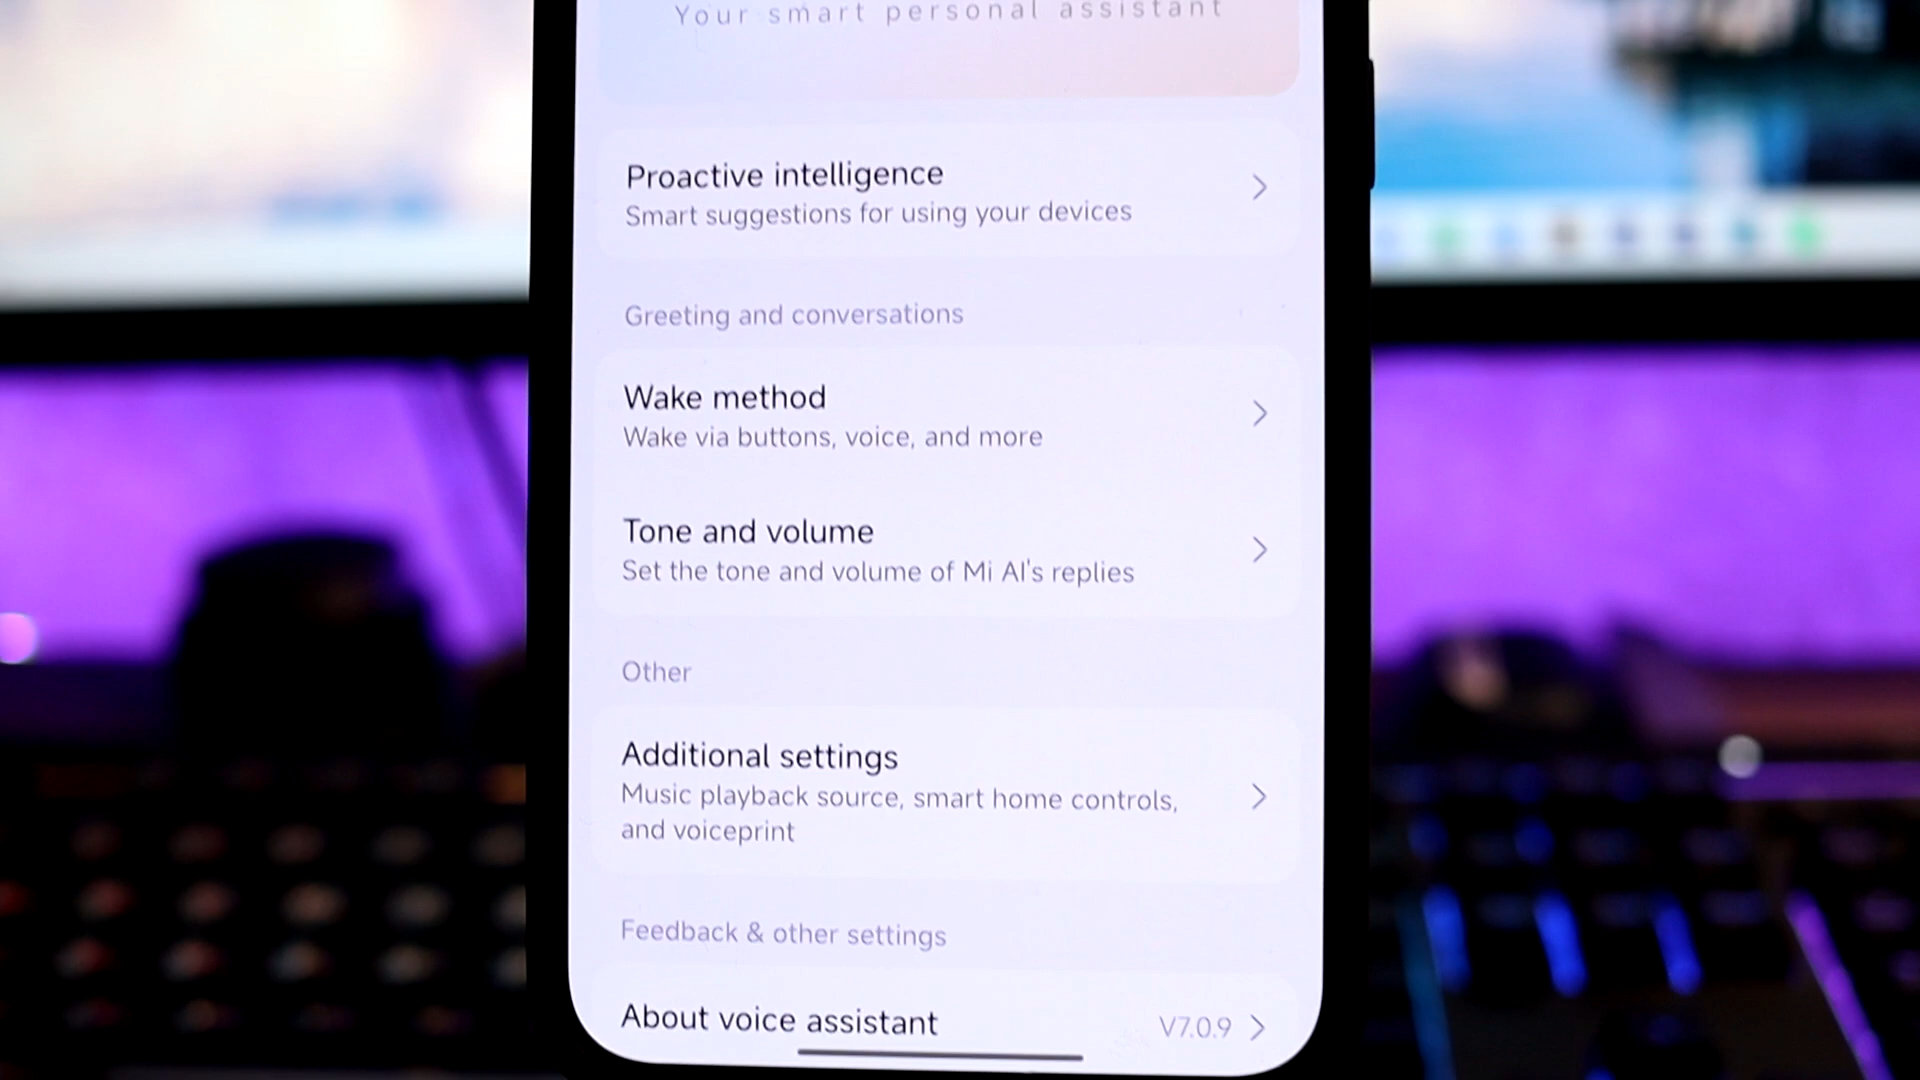 Your smart personal assistant
Proactive intelligence
Smart suggestions for using your devices
Greeting and conversations
Wake method
Wake via buttons, voice, and more
Tone and volume
Set the tone and volume of Mi AI's replies
Other
Additional settings
Music playback source, smart home controls,
and voiceprint
Feedback & other settings
About voice assistant V7.0.9